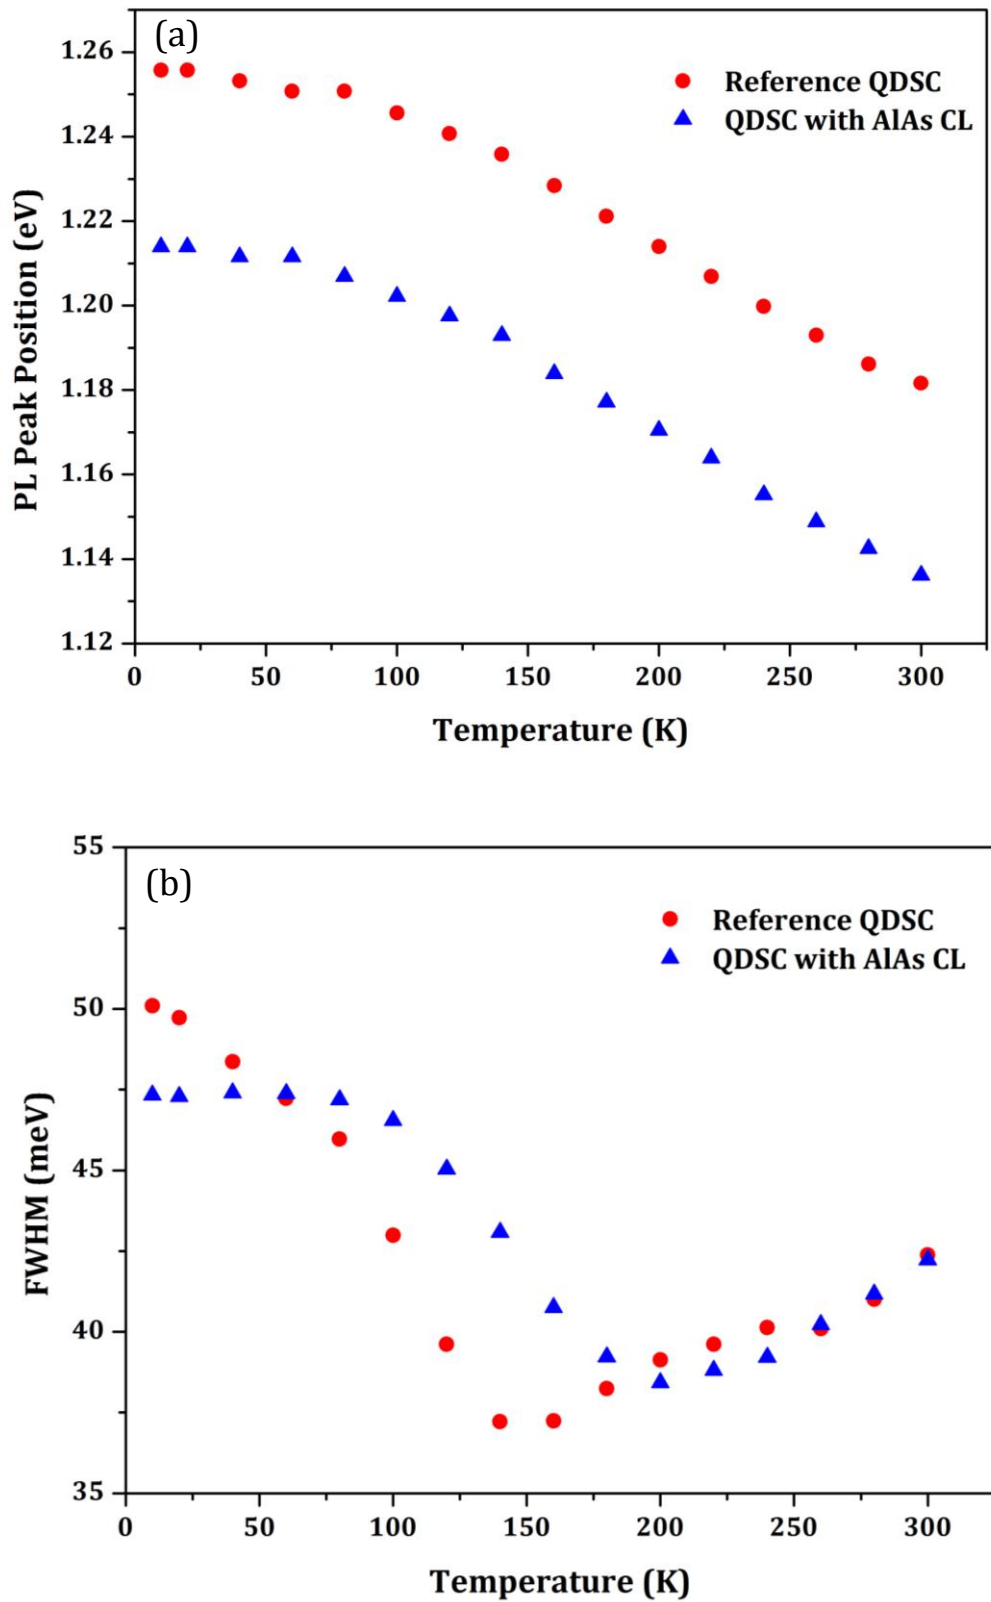 (a)
Reference QDSC
QDSC with AlAs CL
1.26
1.24
1.22
1.20
1.18
1.16
1.14
1.12
PL Peak Position (eV)
0 50 100 150 200 250 300
Temperature (K)
(b)
Reference QDSC
QDSC with AlAs CL
55
50
45
40
35
FWHM (meV)
0 50 100 150 200 250 300
Temperature (K)